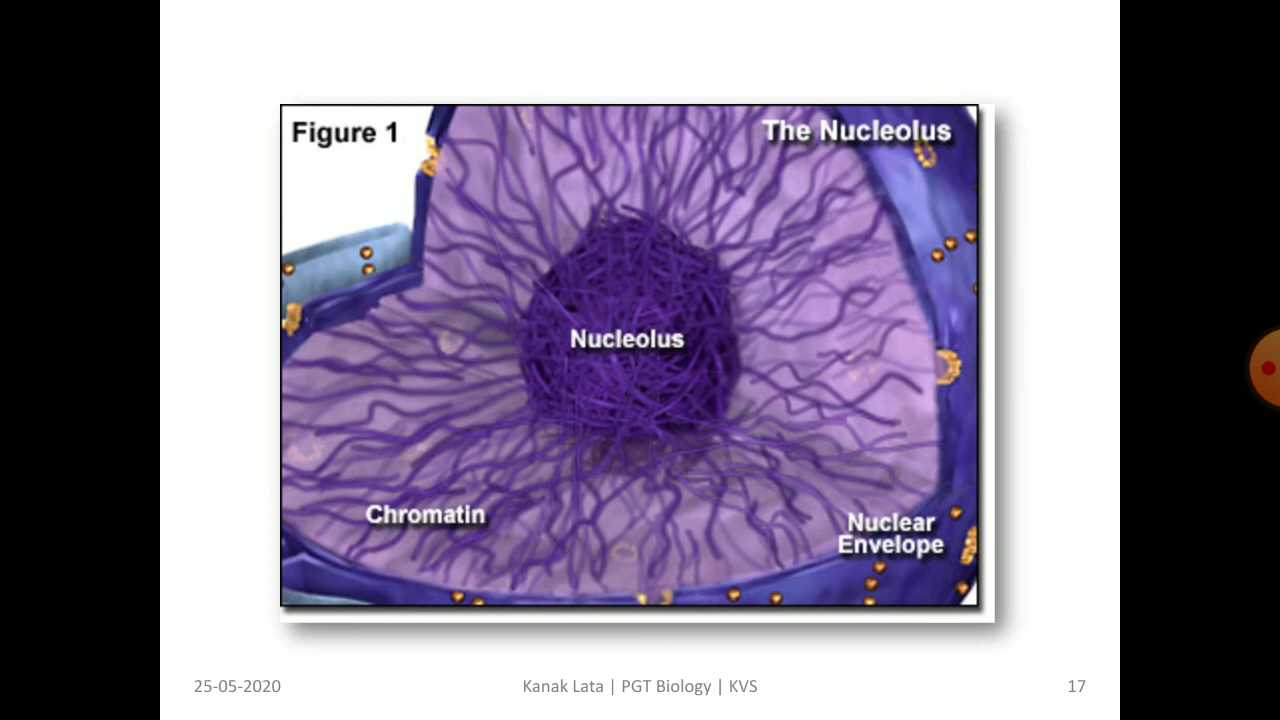 Figure 1
The Nucleolus
Nucleolus
Chromatin
Nuclear
Envelope
25-05-2020
Kanak Lata | PGT Biology | KVS
17